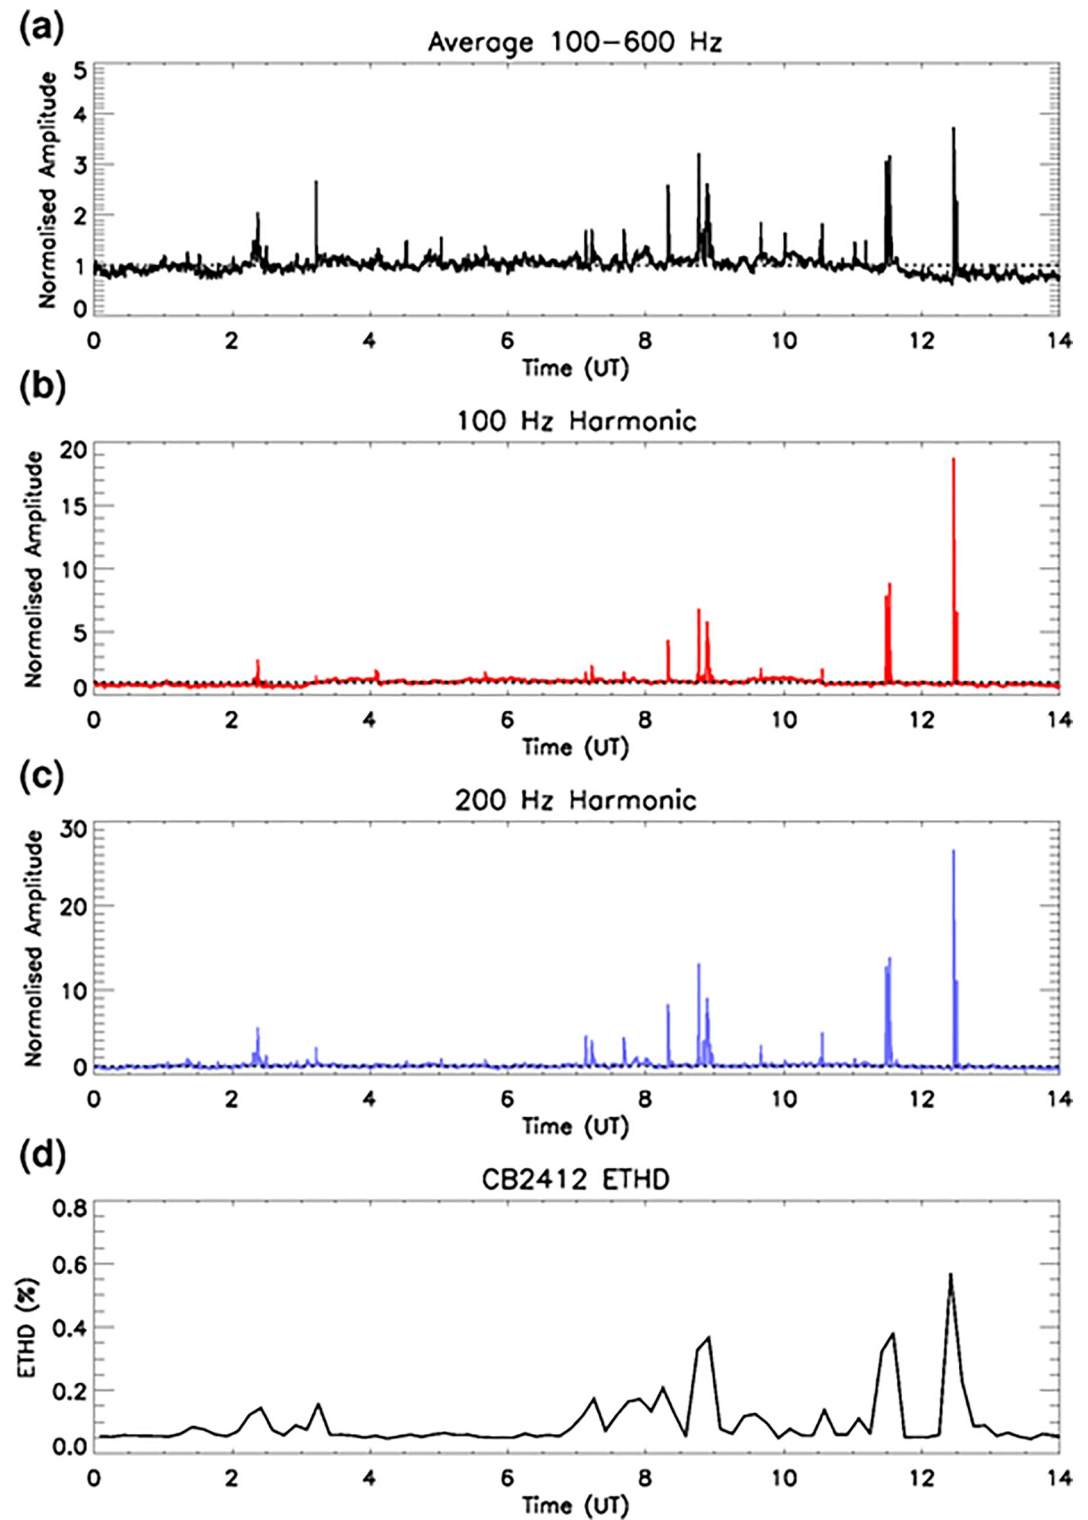 (a)
Average 100-600 Hz
Normalised Amplitude
5
4
3
2
1
0
0 2 4 6 8 10 12 14
Time (UT)
(b)
100 Hz Harmonic
Normalised Amplitude
20
15
10
5
0
0 2 4 6 8 10 12 14
Time (UT)
(c)
200 Hz Harmonic
Normalised Amplitude
30
20
10
0
0 2 4 6 8 10 12 14
Time (UT)
(d)
CB2412 ETHD
ETHD (%)
0.8
0.6
0.4
0.2
0.0
0 2 4 6 8 10 12 14
Time (UT)